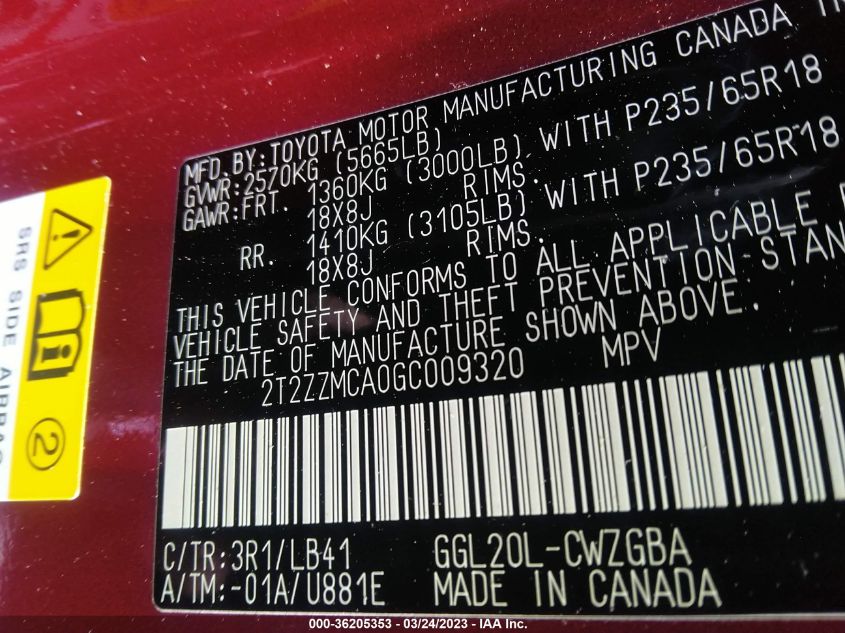 MFD. BY: TOYOTA MOTOR MANUFACTURING CANADA
GVWR: 2570KG (5665LB)
GAWR: FRT. 1360KG (3000LB) WITH P235/65R18
18X8J RIMS.
RR. 1410KG (3105LB) WITH P235/65R18
18X8J RIMS.
THIS VEHICLE CONFORMS TO ALL APPLICABLE
VEHICLE SAFETY AND THEFT PREVENTION STAN
THE DATE OF MANUFACTURE SHOWN ABOVE.
2T2ZZMCA0GC009320 MPV
C/TR: 3R1/LB41 GGL20L-CWZGBA
A/TM: -01A/U881E MADE IN CANADA
SRS SIDE AIRBAG
2
000-36205353 - 03/24/2023 - IAA Inc.